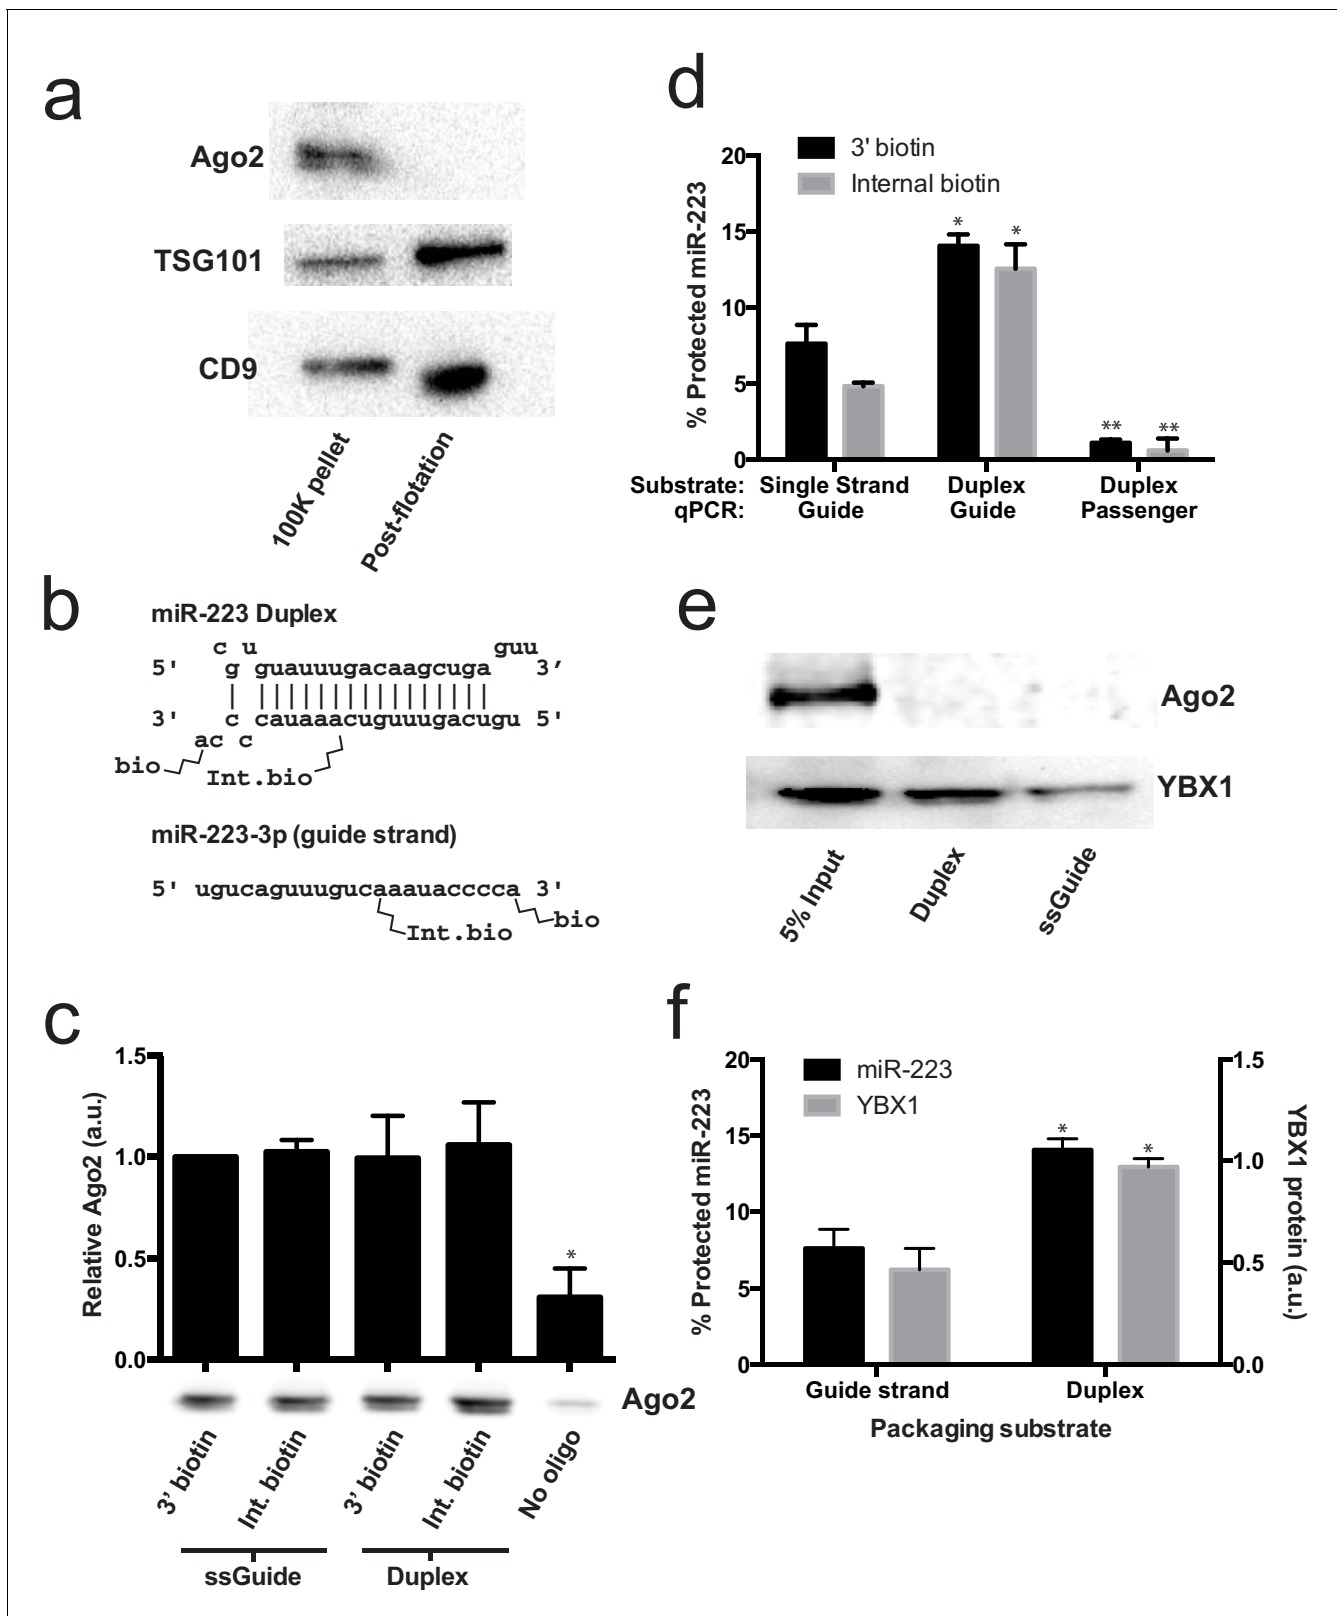 a
Ago2
TSG101
CD9
100K pellet
Post-flotation
b
miR-223 Duplex
c u guu
5' g guauuugacaagcuga 3′
3' c cauaaacuguuugacugu 5'
ac c
bio
Int.bio
miR-223-3p (guide strand)
5' ugucaguuugucaaauacccca 3'
Int.bio
bio
c
1.5
1.0
0.5
0.0
Relative Ago2 (a.u.)
*
Ago2
3’ biotin
Int. biotin
3’ biotin
Int. biotin
No oligo
ssGuide
Duplex
d
3' biotin
Internal biotin
20
15
10
5
0
% Protected miR-223
* *
** **
Substrate: Single Strand Duplex Duplex
qPCR: Guide Guide Passenger
e
Ago2
YBX1
5% Input
Duplex
ssGuide
f
miR-223
YBX1
20
15
10
5
0
% Protected miR-223
1.5
1.0
0.5
0.0
YBX1 protein (a.u.)
* *
Guide strand Duplex
Packaging substrate